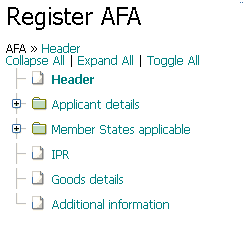 Register AFA
AFA » Header
Collapse All | Expand All | Toggle All
Header
Applicant details
Member States applicable
IPR
Goods details
Additional information